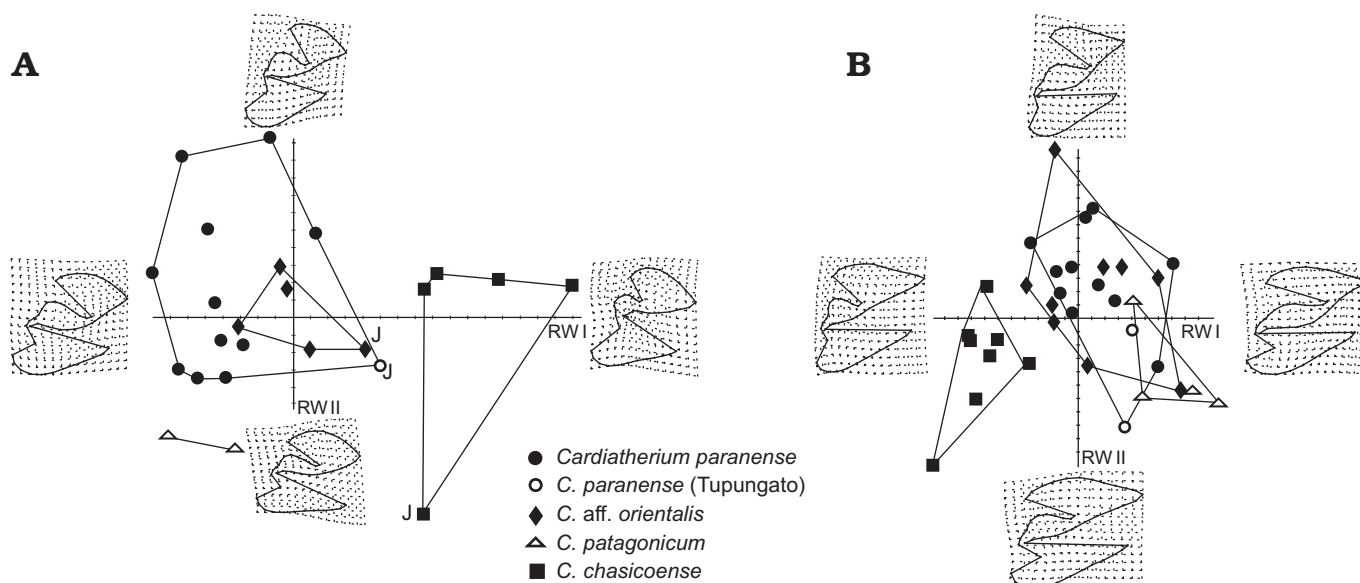 A
B
RW I
RW I
J
J
RW II
RW II
J
Cardiatherium paranense
C. paranense (Tupungato)
C. aff. orientalis
C. patagonicum
C. chasicoense